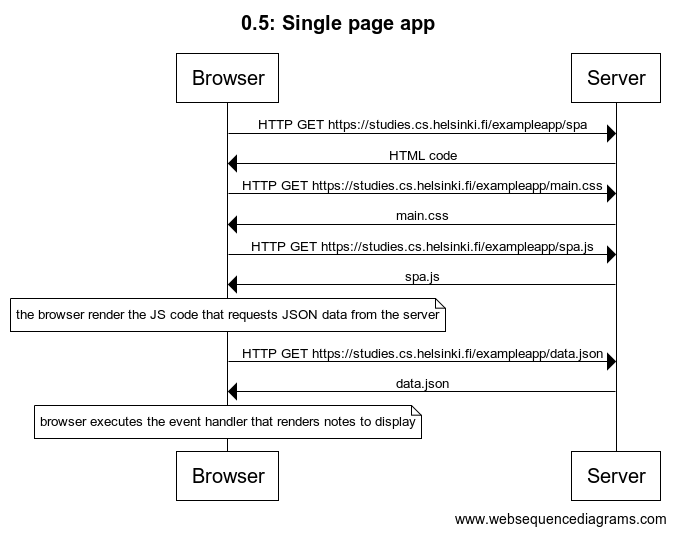 0.5: Single page app
Browser
Server
HTTP GET https://studies.cs.helsinki.fi/exampleapp/spa
HTML code
HTTP GET https://studies.cs.helsinki.fi/exampleapp/main.css
main.css
HTTP GET https://studies.cs.helsinki.fi/exampleapp/spa.js
spa.js
the browser render the JS code that requests JSON data from the server
HTTP GET https://studies.cs.helsinki.fi/exampleapp/data.json
data.json
browser executes the event handler that renders notes to display
Browser
Server
www.websequencediagrams.com